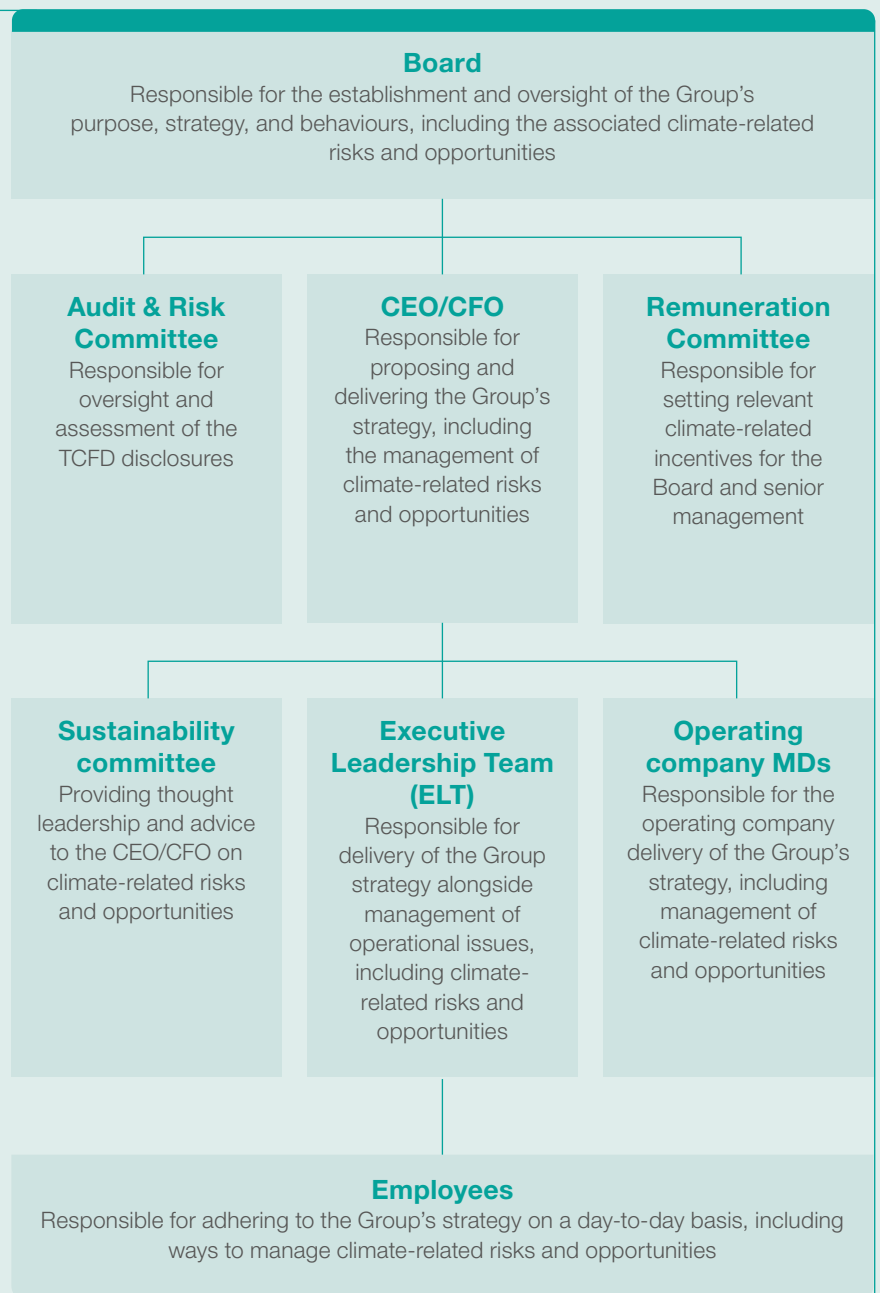 Board
Responsible for the establishment and oversight of the Group's
purpose, strategy, and behaviours, including the associated climate-related
risks and opportunities
Audit & Risk
Committee
Responsible for
oversight and
assessment of the
TCFD disclosures
CEO/CFO
Responsible for
proposing and
delivering the Group's
strategy, including
the management of
climate-related risks
and opportunities
Remuneration
Committee
Responsible for
setting relevant
climate-related
incentives for the
Board and senior
management
Sustainability
committee
Providing thought
leadership and advice
to the CEO/CFO on
climate-related risks
and opportunities
Executive
Leadership Team
(ELT)
Responsible for
delivery of the Group
strategy alongside
management of
operational issues,
including climate-
related risks and
opportunities
Operating
company MDs
Responsible for the
operating company
delivery of the Group's
strategy, including
management of
climate-related risks
and opportunities
Employees
Responsible for adhering to the Group's strategy on a day-to-day basis, including
ways to manage climate-related risks and opportunities